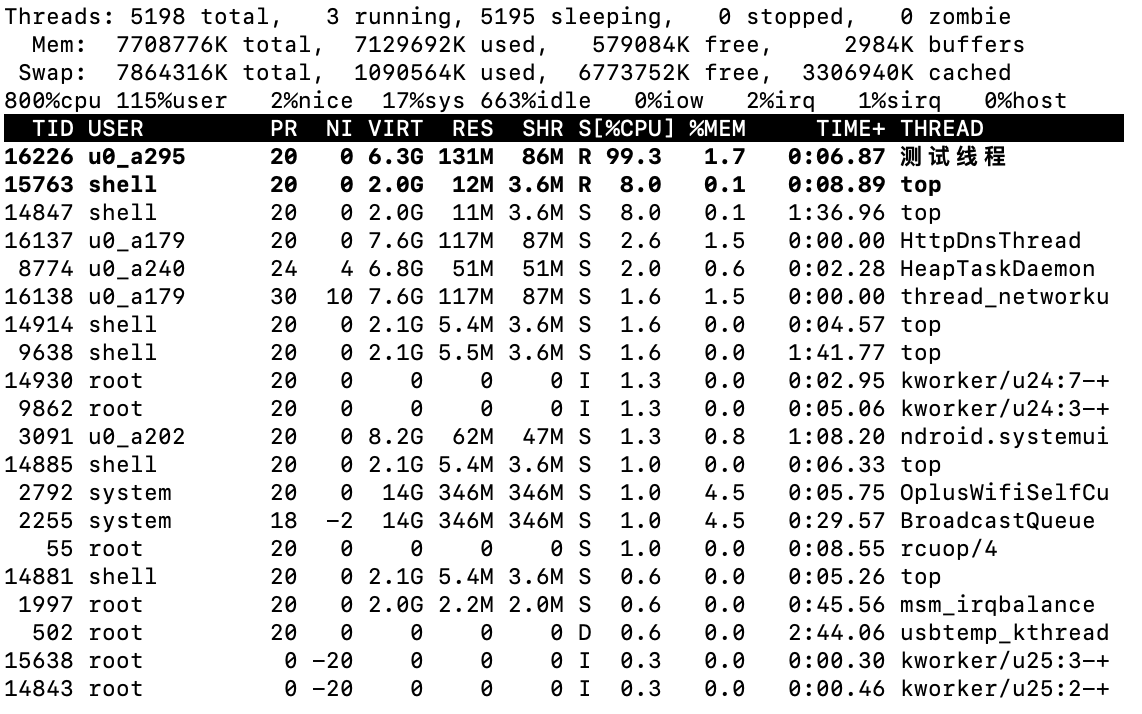 Threads: 5198 total,   3 running, 5195 sleeping,   0 stopped,   0 zombie
  Mem:  7708776K total,  7129692K used,   579084K free,     2984K buffers
 Swap:  7864316K total,  1090564K used,  6773752K free,  3306940K cached
800%cpu 115%user   2%nice  17%sys 663%idle   0%iow   2%irq   1%sirq   0%host
  TID USER         PR  NI VIRT  RES  SHR S[%CPU] %MEM     TIME+ THREAD
16226 u0_a295      20   0 6.3G 131M  86M R 99.3   1.7   0:06.87 测试线程
15763 shell        20   0 2.0G  12M 3.6M R  8.0   0.1   0:08.89 top
14847 shell        20   0 2.0G  11M 3.6M S  8.0   0.1   1:36.96 top
16137 u0_a179      20   0 7.6G 117M  87M S  2.6   1.5   0:00.00 HttpDnsThread
 8774 u0_a240      24   4 6.8G  51M  51M S  2.0   0.6   0:02.28 HeapTaskDaemon
16138 u0_a179      30  10 7.6G 117M  87M S  1.6   1.5   0:00.00 thread_networku
14914 shell        20   0 2.1G 5.4M 3.6M S  1.6   0.0   0:04.57 top
 9638 shell        20   0 2.1G 5.5M 3.6M S  1.6   0.0   1:41.77 top
14930 root         20   0    0    0    0 I  1.3   0.0   0:02.95 kworker/u24:7-+
 9862 root         20   0    0    0    0 I  1.3   0.0   0:05.06 kworker/u24:3-+
 3091 u0_a202      20   0 8.2G  62M  47M S  1.3   0.8   1:08.20 ndroid.systemui
14885 shell        20   0 2.1G 5.4M 3.6M S  1.0   0.0   0:06.33 top
 2792 system       20   0  14G 346M 346M S  1.0   4.5   0:05.75 OplusWifiSelfCu
 2255 system       18  -2  14G 346M 346M S  1.0   4.5   0:29.57 BroadcastQueue
   55 root         20   0    0    0    0 S  1.0   0.0   0:08.55 rcuop/4
14881 shell        20   0 2.1G 5.4M 3.6M S  0.6   0.0   0:05.26 top
 1997 root         20   0 2.0G 2.2M 2.0M S  0.6   0.0   0:45.56 msm_irqbalance
  502 root         20   0    0    0    0 D  0.6   0.0   2:44.06 usbtemp_kthread
15638 root          0 -20    0    0    0 I  0.3   0.0   0:00.30 kworker/u25:3-+
14843 root          0 -20    0    0    0 I  0.3   0.0   0:00.46 kworker/u25:2-+